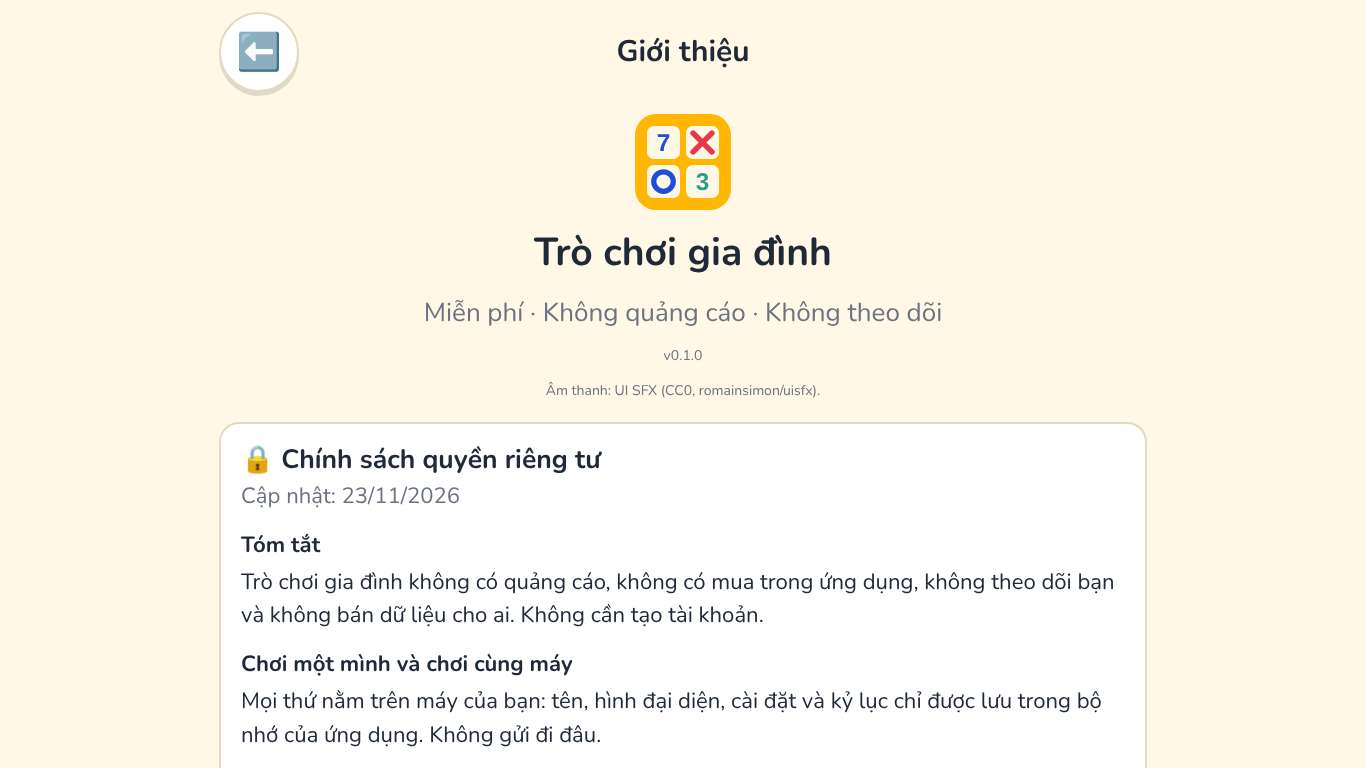 Giới thiệu
7
3
Trò chơi gia đình
Miễn phí · Không quảng cáo · Không theo dõi
v0.1.0
Âm thanh: UI SFX (CC0, romainsimon/uisfx).
🔒 Chính sách quyền riêng tư
Cập nhật: 23/11/2026
Tóm tắt
Trò chơi gia đình không có quảng cáo, không có mua trong ứng dụng, không theo dõi bạn
và không bán dữ liệu cho ai. Không cần tạo tài khoản.
Chơi một mình và chơi cùng máy
Mọi thứ nằm trên máy của bạn: tên, hình đại diện, cài đặt và kỷ lục chỉ được lưu trong bộ
nhớ của ứng dụng. Không gửi đi đâu.